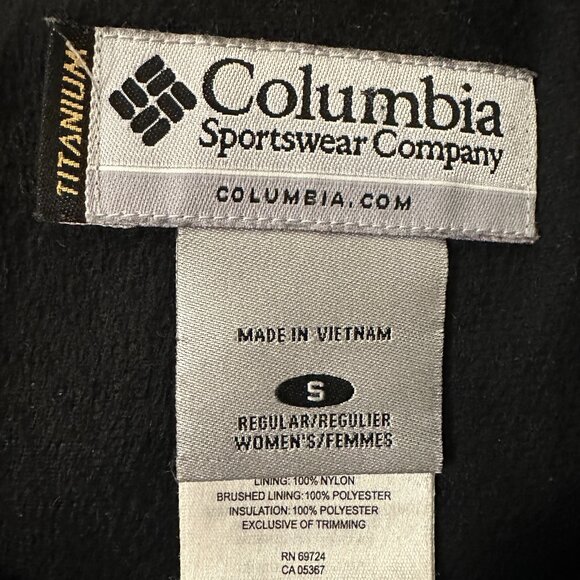 TITANIUM
Columbia
Sportswear Company
COLUMBIA.COM
MADE IN VIETNAM
S
REGULAR/REGULIER
WOMEN'S/FEMMES
LINING: 100% NYLON
BRUSHED LINING: 100% POLYESTER
INSULATION: 100% POLYESTER
EXCLUSIVE OF TRIMMING
RN 69724
CA 05367